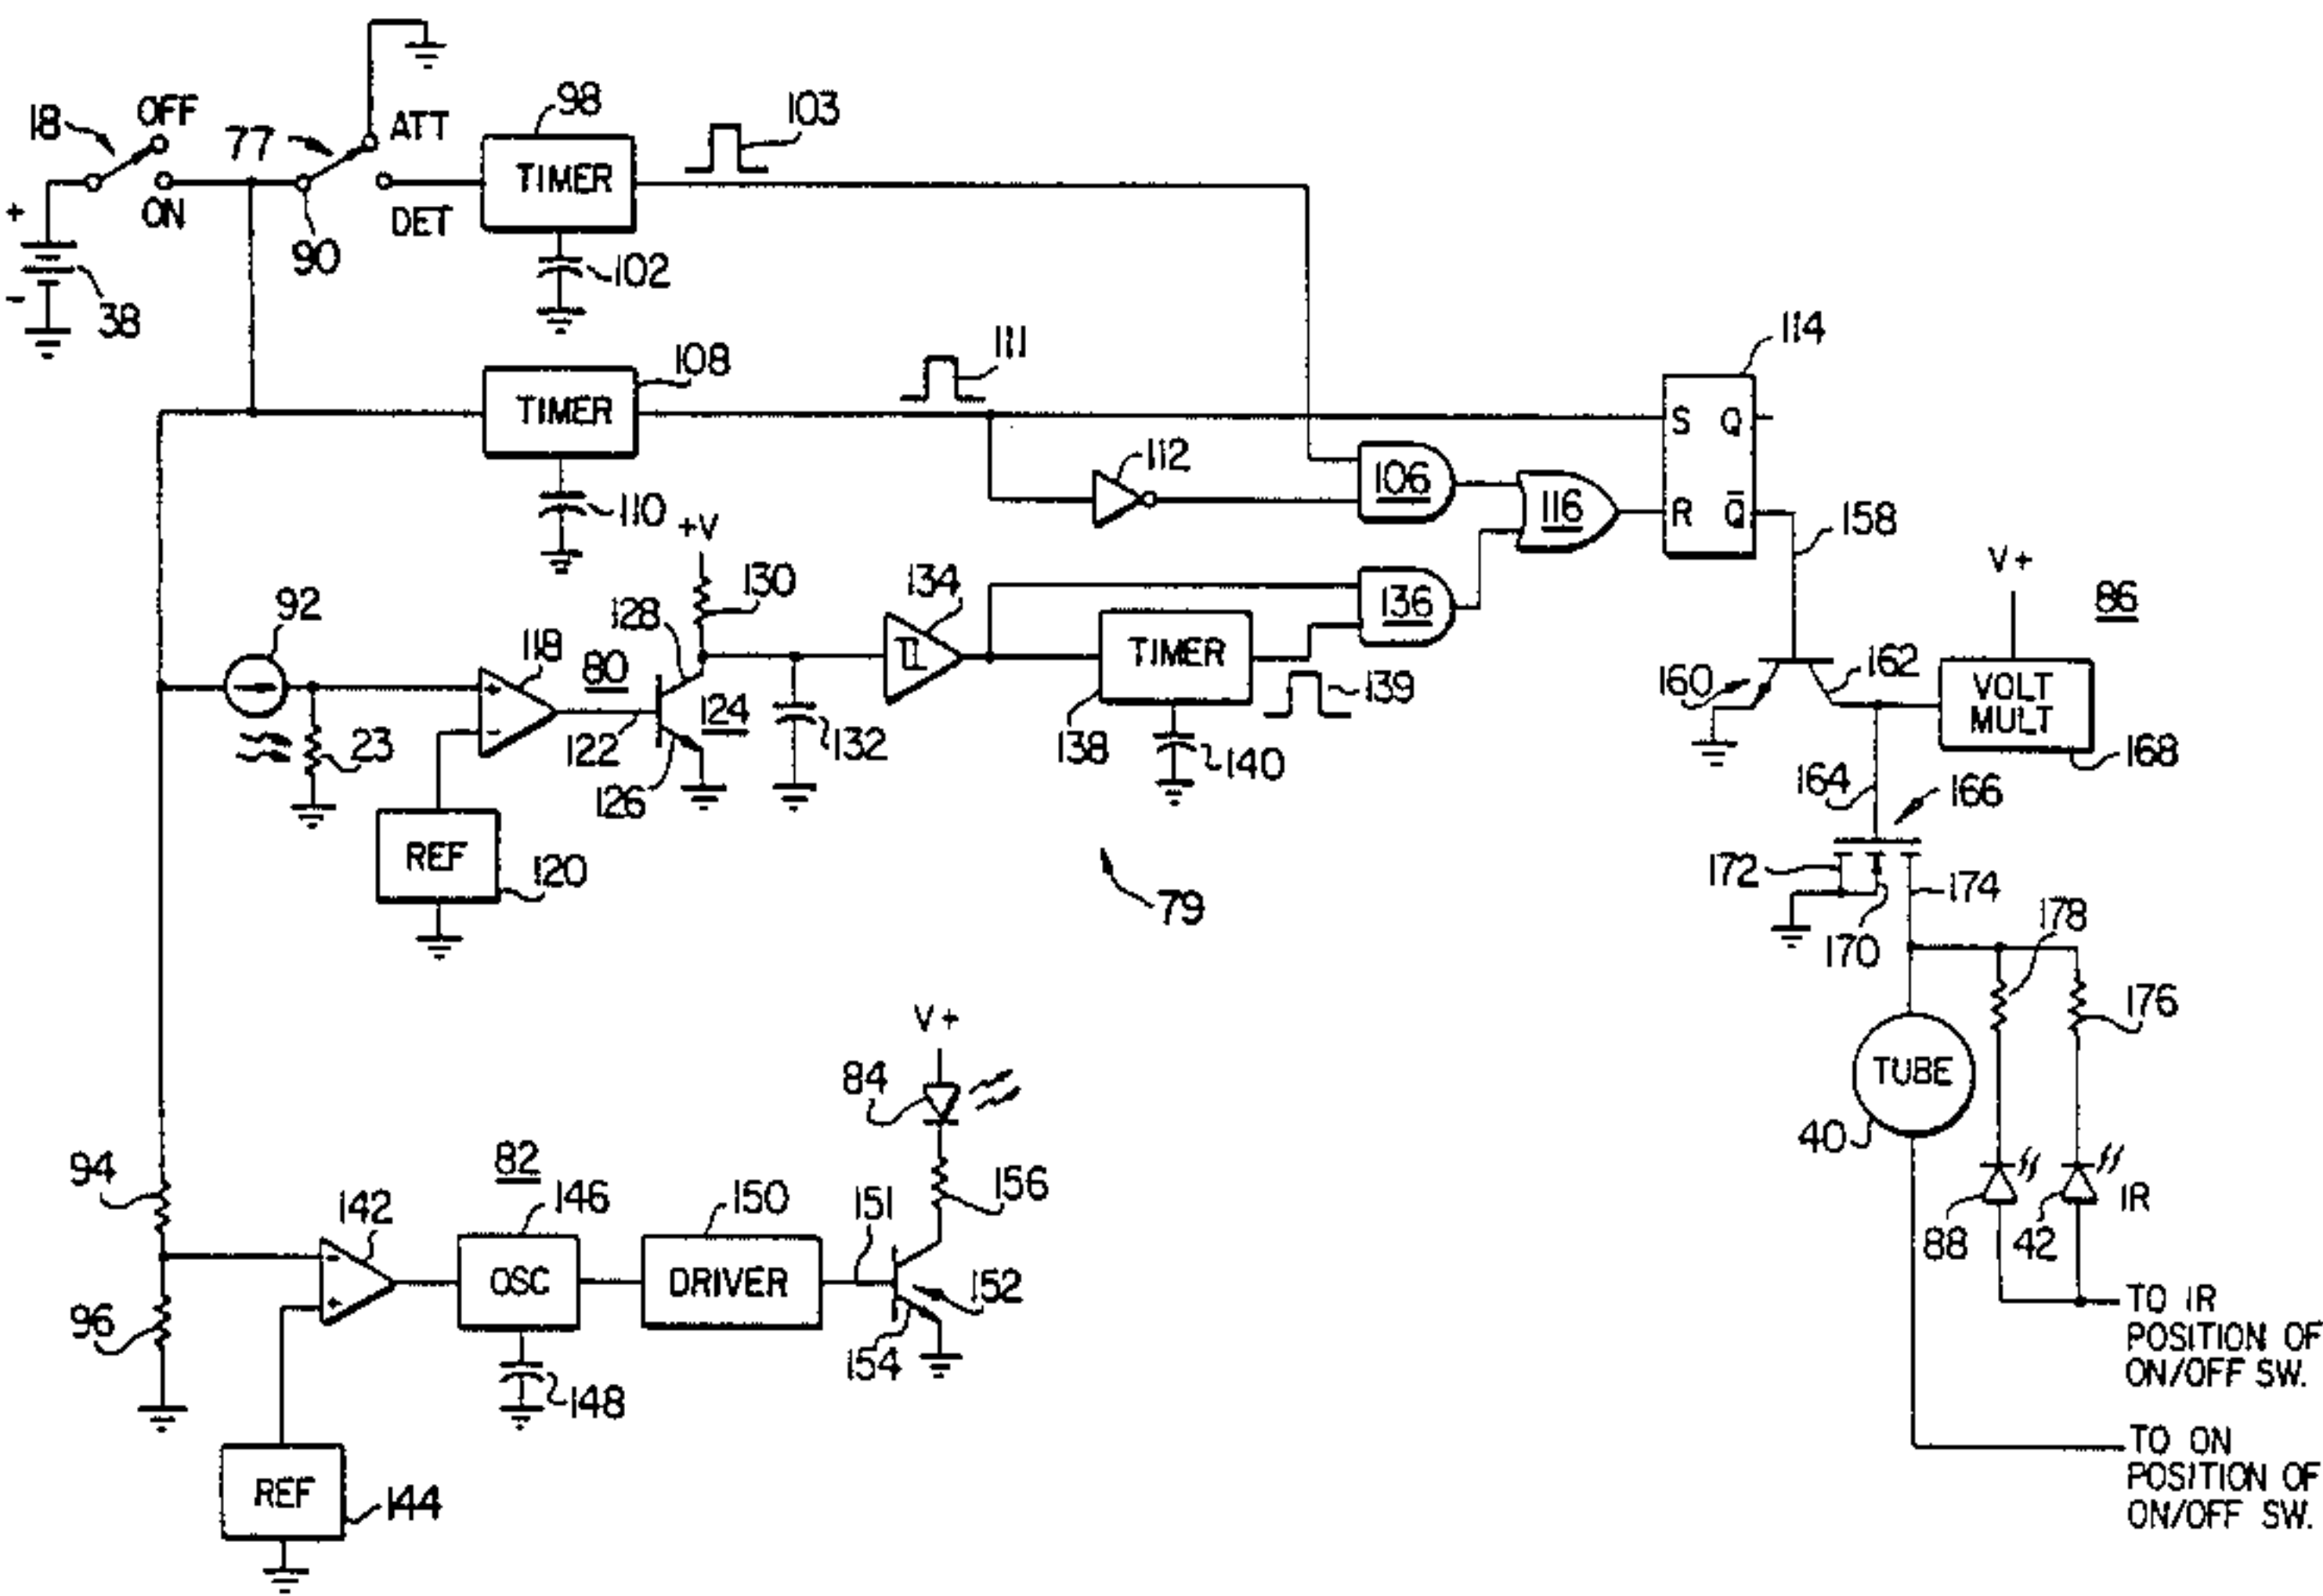 18
OFF
ON
+
-
38
77
ATT
DET
90
98
TIMER
102
103
108
TIMER
110
111
112
106
116
114
S Q
R Q̄
158
92
23
118
+
-
REF
120
80
122
+V
130
128
124
126
132
134
136
TIMER
138
139
140
79
V+
86
160
162
VOLT
MULT
168
164
166
172
170
174
178
176
TUBE
40
88
42
IR
TO IR
POSITION OF
ON/OFF SW.
TO ON
POSITION OF
ON/OFF SW.
94
96
142
-
+
REF
144
82
146
OSC
148
150
DRIVER
151
V+
84
156
152
154